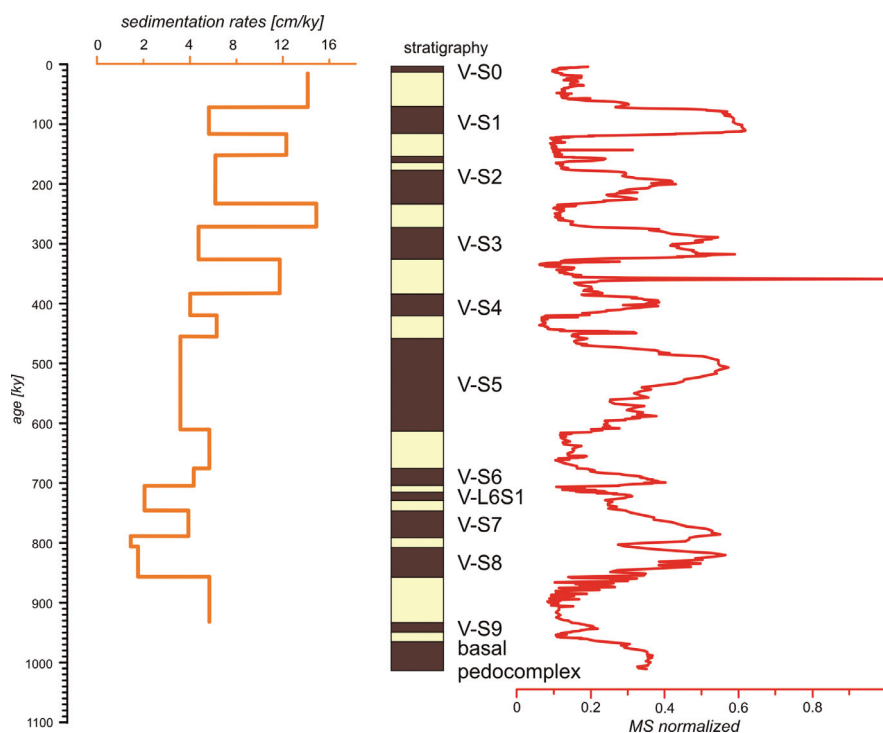 sedimentation rates [cm/ky]
0 2 4 8 12 16
stratigraphy
age [ky]
0
100
200
300
400
500
600
700
800
900
1000
1100
V-S0
V-S1
V-S2
V-S3
V-S4
V-S5
V-S6
V-L6S1
V-S7
V-S8
V-S9
basal
pedocomplex
0 0.2 0.4 0.6 0.8
MS normalized